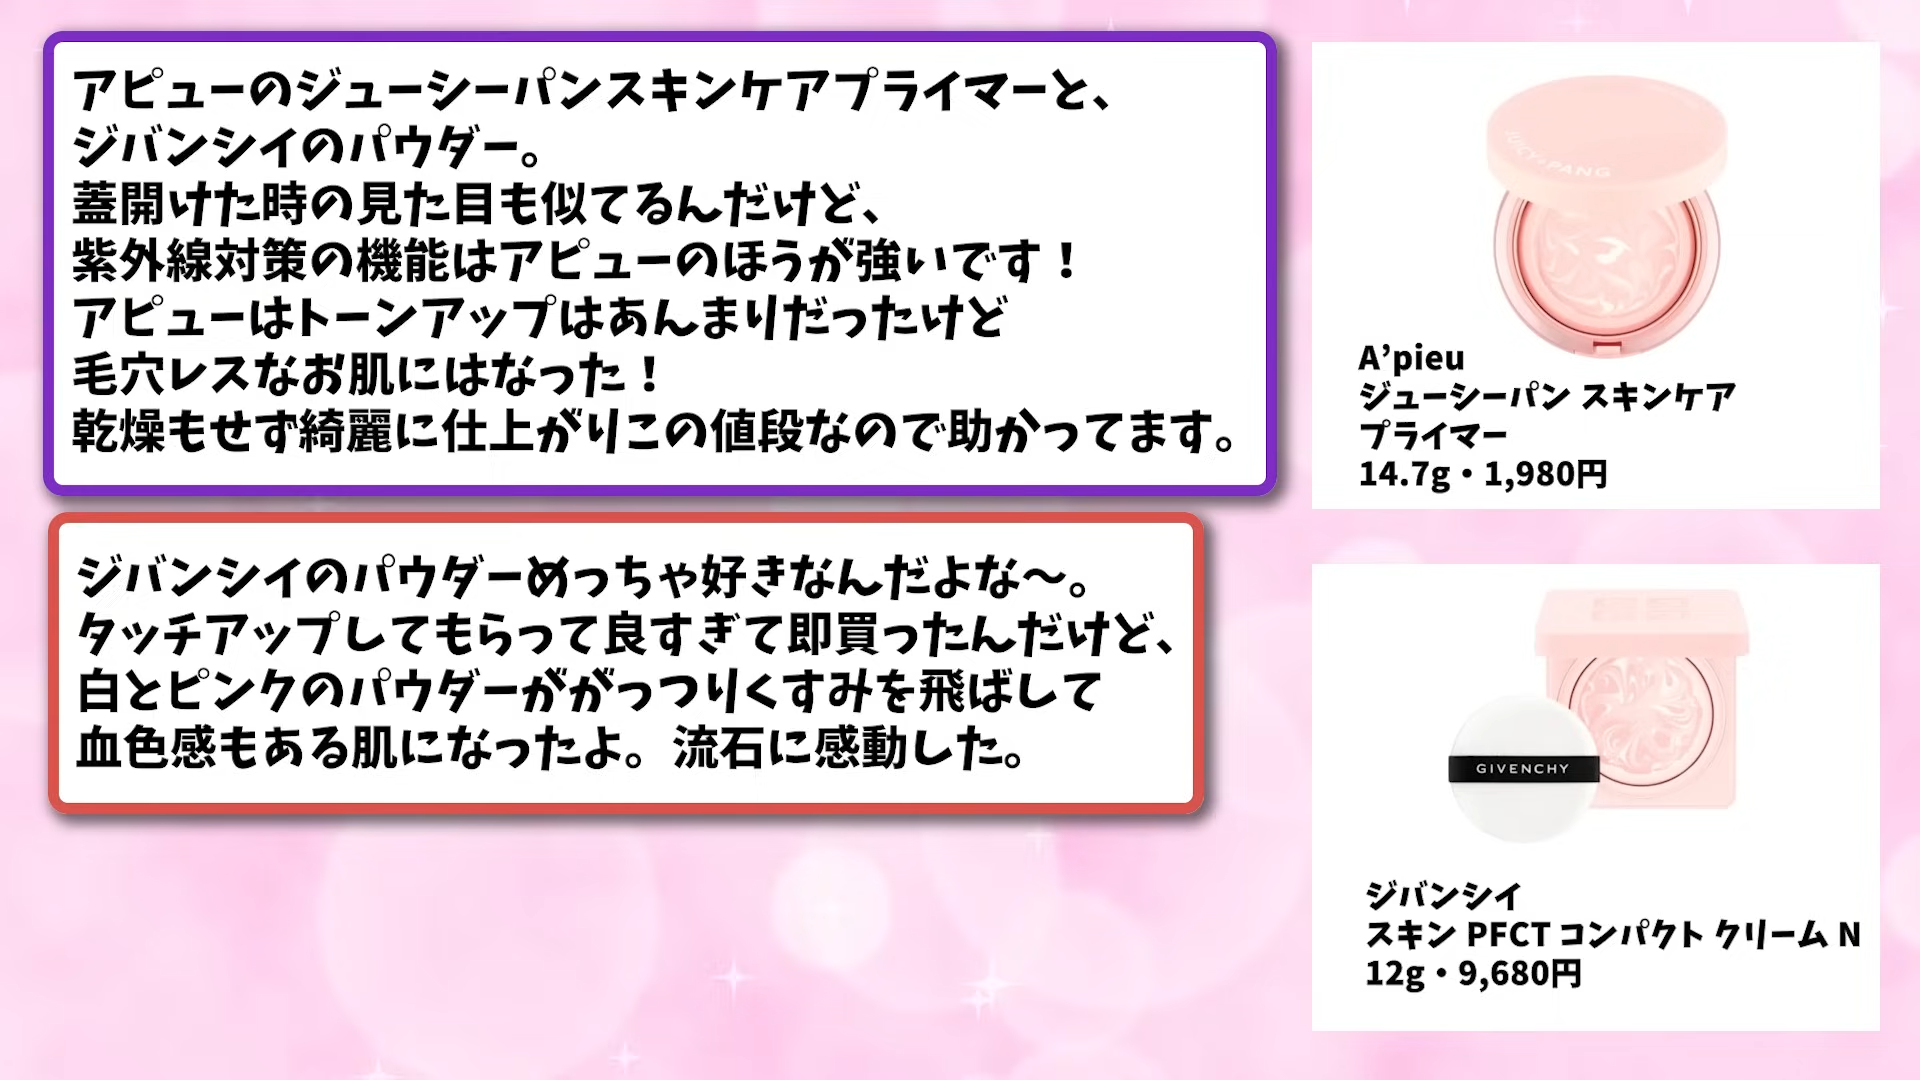 アピューのジューシーパンスキンケアプライマーと、
ジバンシイのパウダー。
蓋開けた時の見た目も似てるんだけど、
紫外線対策の機能はアピューのほうが強いです！
アピューはトーンアップはあんまりだったけど
毛穴レスなお肌にはなった！
乾燥もせず綺麗に仕上がりこの値段なので助かってます。
ジバンシイのパウダーめっちゃ好きなんだよな～。
タッチアップしてもらって良すぎて即買ったんだけど、
白とピンクのパウダーががっつりくすみを飛ばして
血色感もある肌になったよ。流石に感動した。
JUICY-PANG
A’pieu
ジューシーパン スキンケア
プライマー
14.7g・1,980円
GIVENCHY
ジバンシイ
スキン PFCT コンパクト クリーム N
12g・9,680円